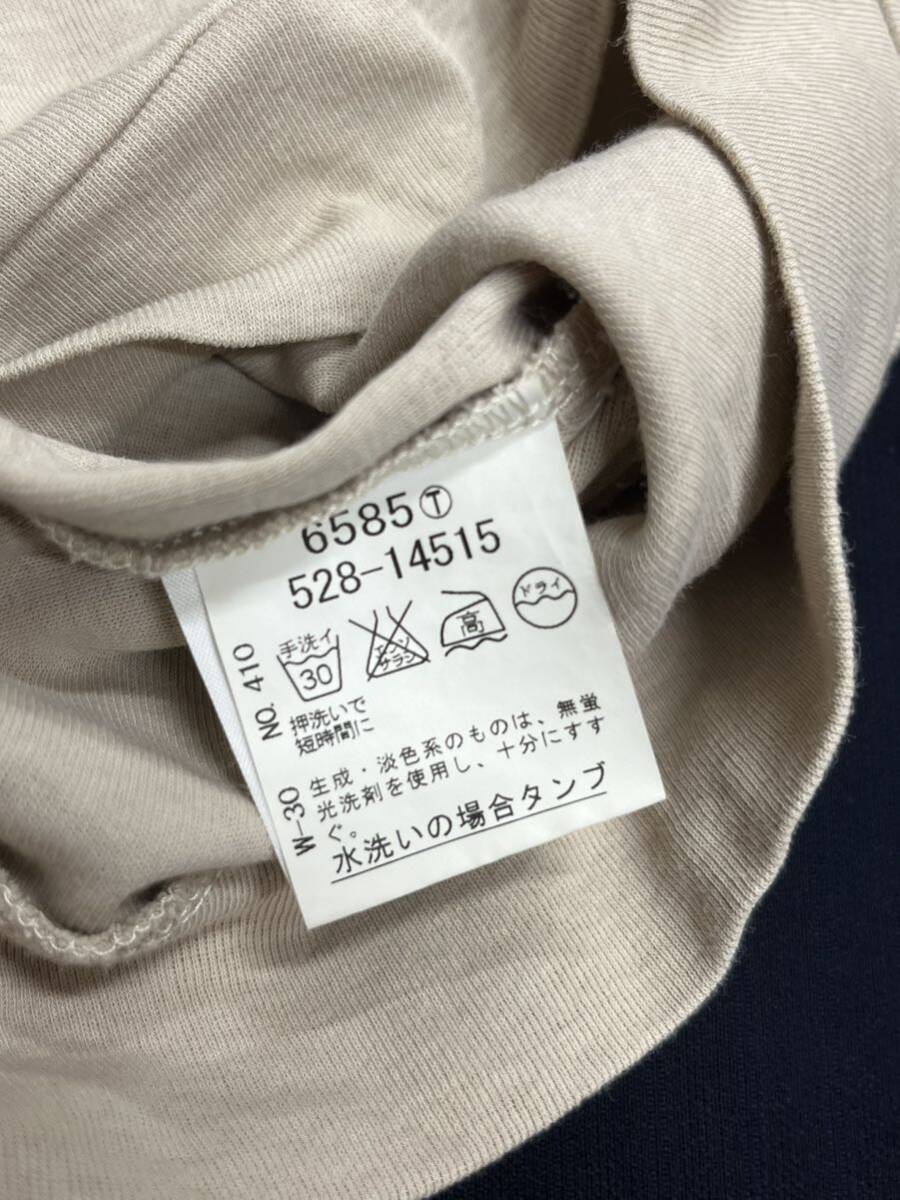 6585Ⓣ
528-14515
手洗イ
30
エンソ
サラシ
高
ドライ
NO. 410
押洗いで
短時間に
W-30
生成・淡色系のものは、無蛍
光洗剤を使用し、十分にすす
ぐ。
水洗いの場合タンブ